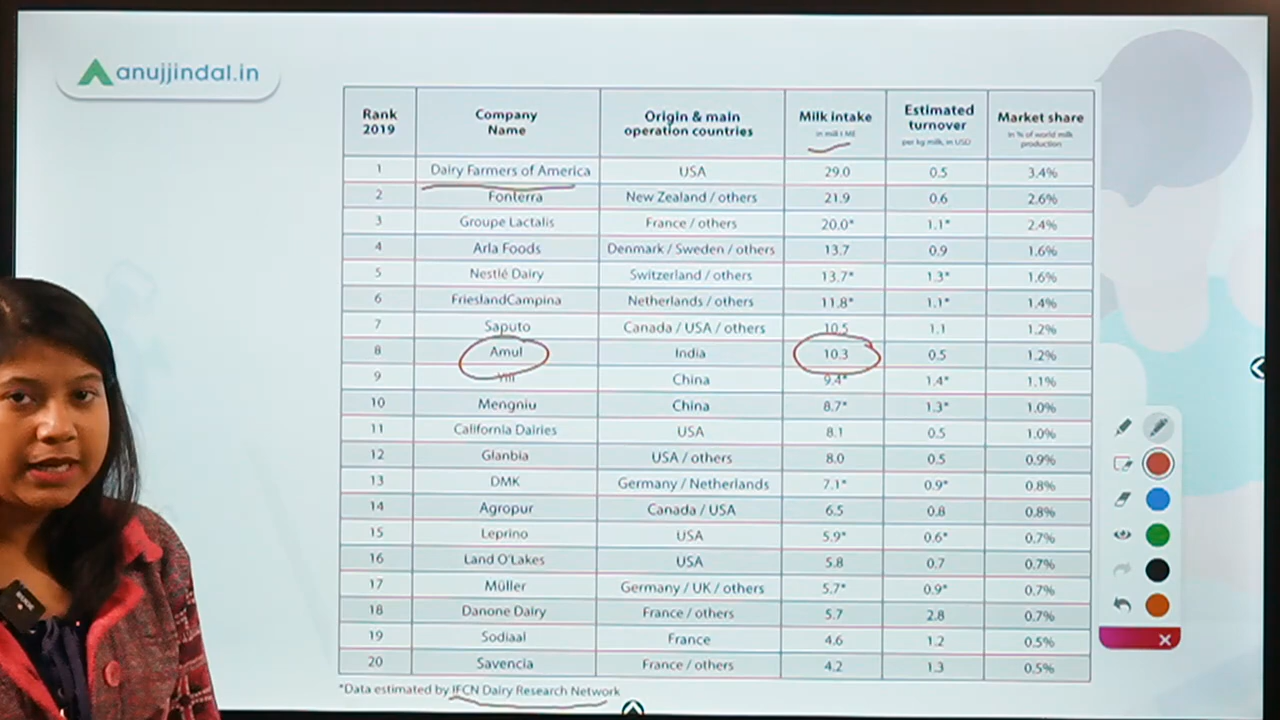 anujjindal.in
Rank 2019 Company Name Origin & main operation countries Milk intake in mill t ME Estimated turnover per kg milk, in USD Market share in % of world milk production
1 Dairy Farmers of America USA 29.0 0.5 3.4%
2 Fonterra New Zealand / others 21.9 0.6 2.6%
3 Groupe Lactalis France / others 20.0* 1.1* 2.4%
4 Arla Foods Denmark / Sweden / others 13.7 0.9 1.6%
5 Nestlé Dairy Switzerland / others 13.7* 1.3* 1.6%
6 FrieslandCampina Netherlands / others 11.8* 1.1* 1.4%
7 Saputo Canada / USA / others 10.5 1.1 1.2%
8 Amul India 10.3 0.5 1.2%
9 Yili China 9.4* 1.4* 1.1%
10 Mengniu China 8.7* 1.3* 1.0%
11 California Dairies USA 8.1 0.5 1.0%
12 Glanbia USA / others 8.0 0.5 0.9%
13 DMK Germany / Netherlands 7.1* 0.9* 0.8%
14 Agropur Canada / USA 6.5 0.8 0.8%
15 Leprino USA 5.9* 0.6* 0.7%
16 Land O'Lakes USA 5.8 0.7 0.7%
17 Müller Germany / UK / others 5.7* 0.9* 0.7%
18 Danone Dairy France / others 5.7 2.8 0.7%
19 Sodiaal France 4.6 1.2 0.5%
20 Savencia France / others 4.2 1.3 0.5%
*Data estimated by IFCN Dairy Research Network